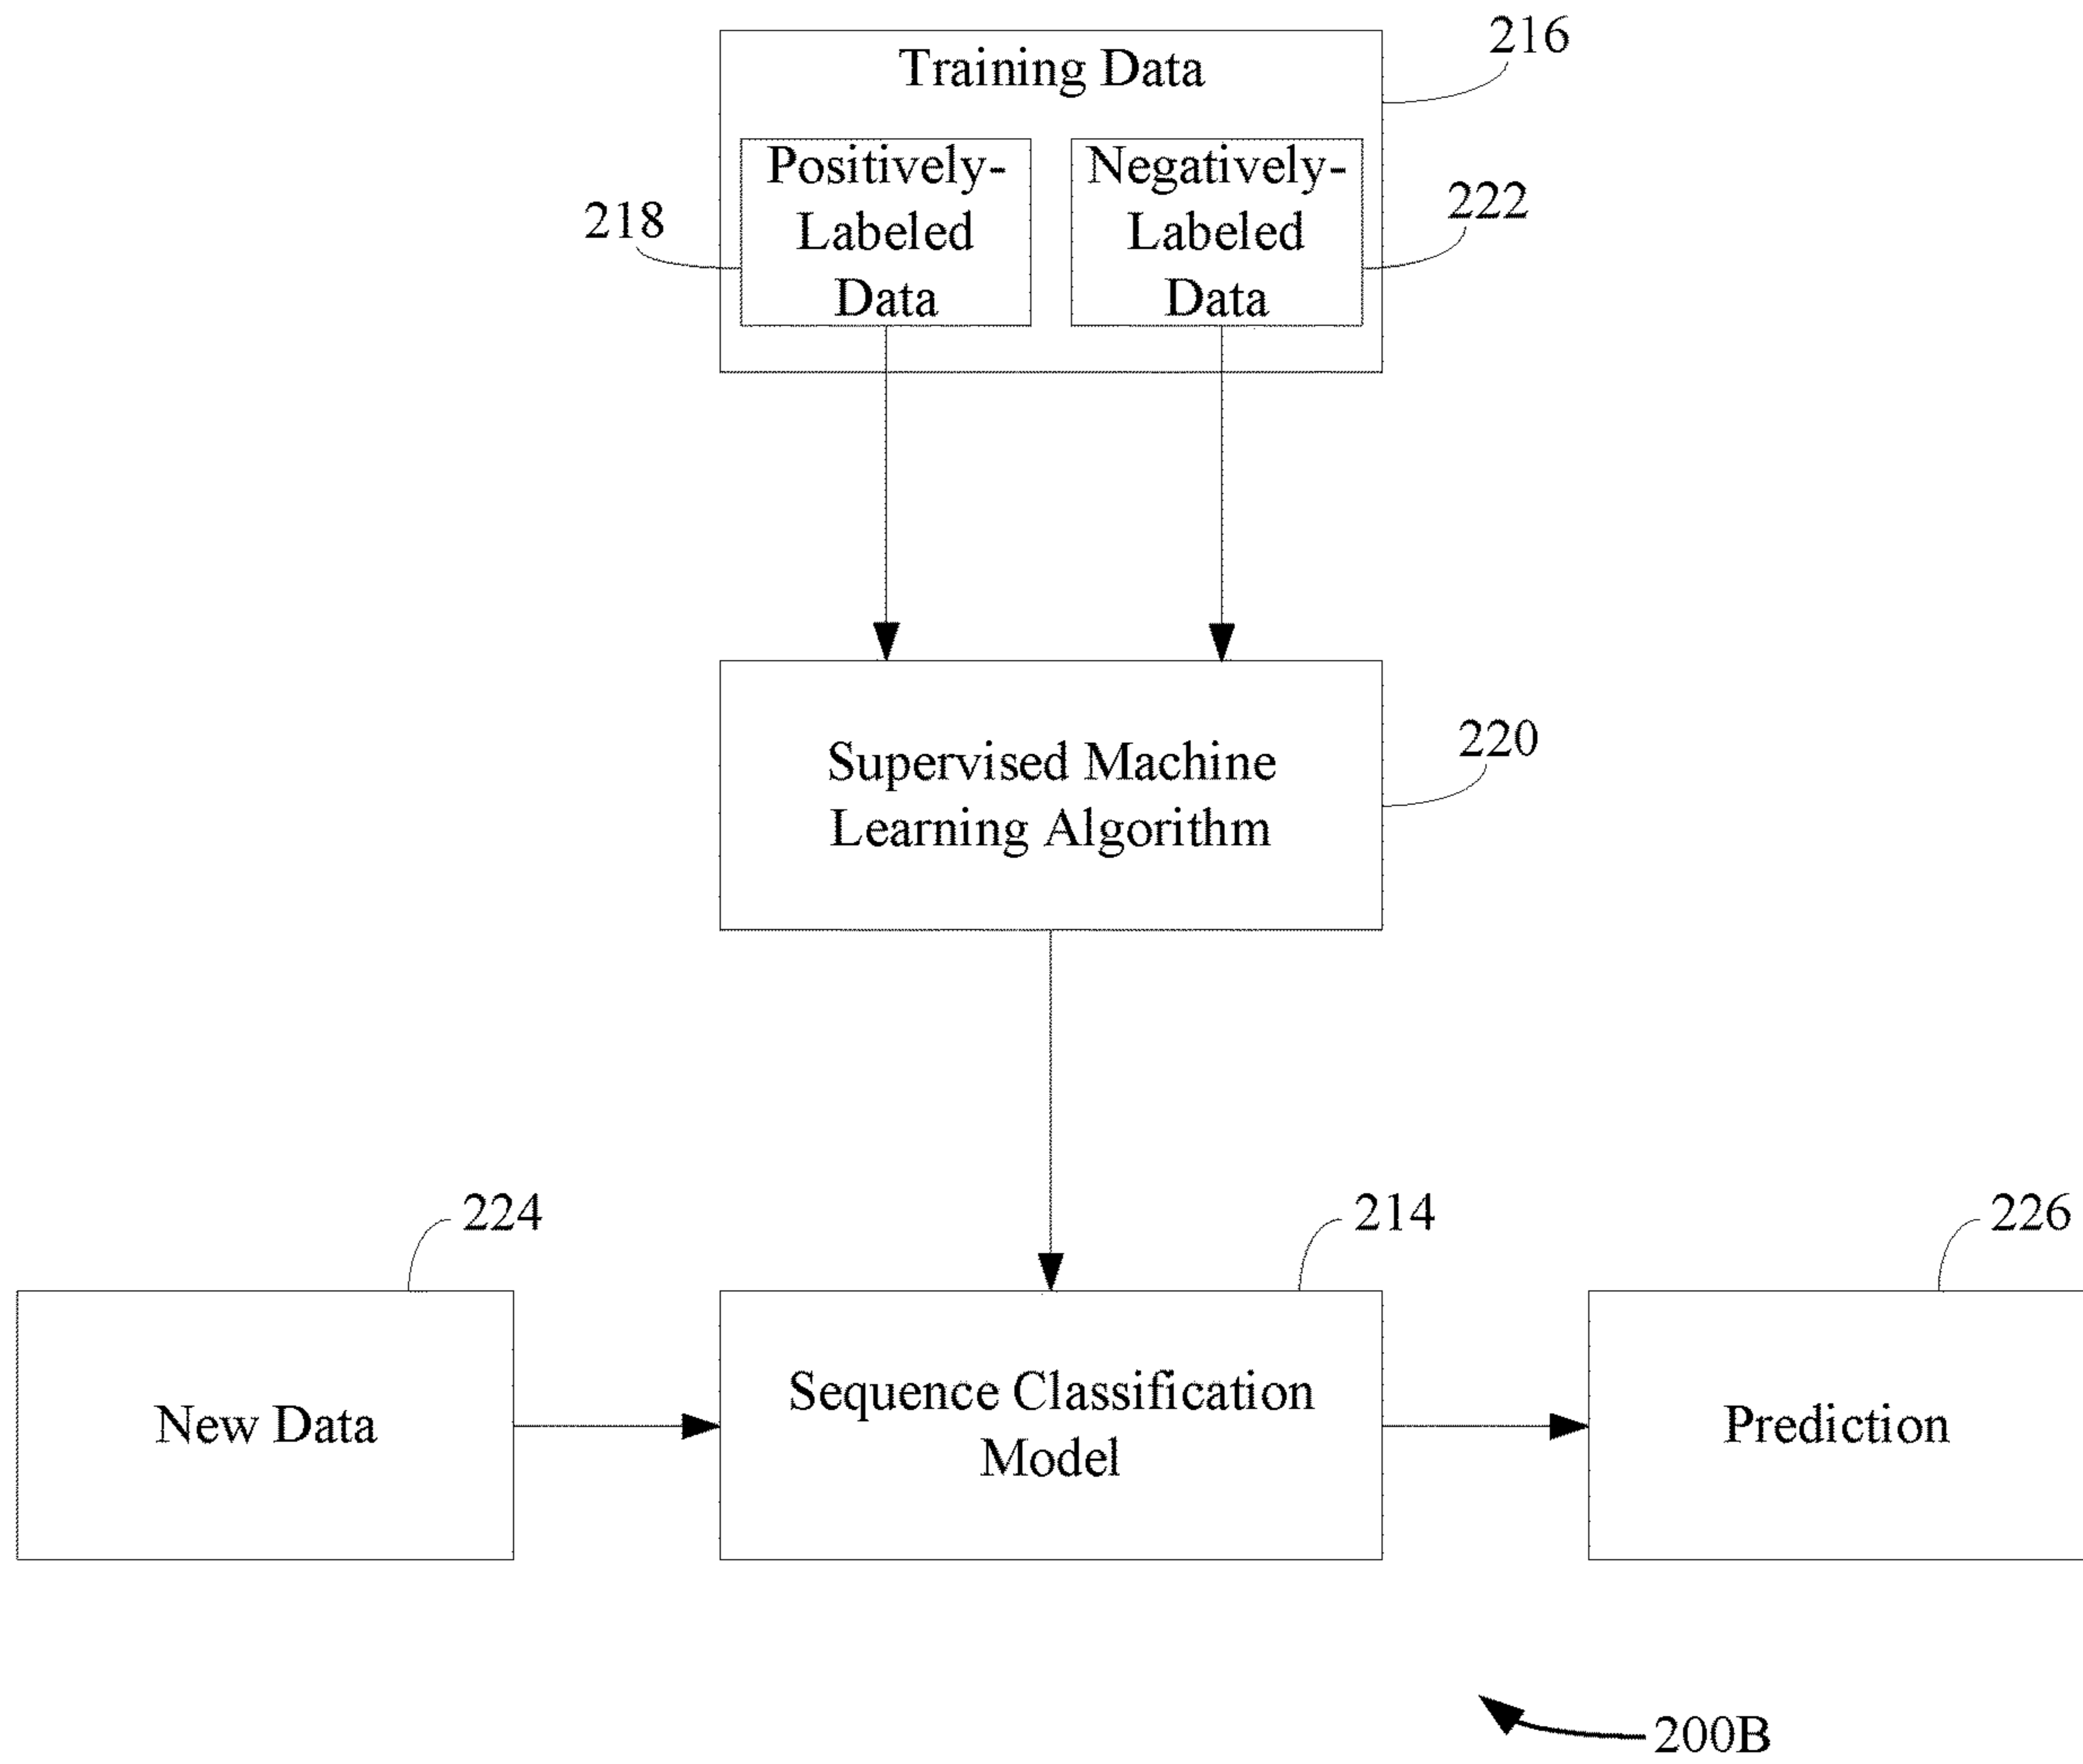 216
Training Data
Positively-
Labeled
Data
Negatively-
Labeled
Data
218
222
Supervised Machine
Learning Algorithm
220
224
214
226
New Data
Sequence Classification
Model
Prediction
200B